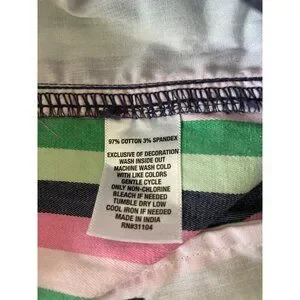 97% COTTON 3% SPANDEX
EXCLUSIVE OF DECORATION
WASH INSIDE OUT
MACHINE WASH COLD
WITH LIKE COLORS
GENTLE CYCLE
ONLY NON-CHLORINE
BLEACH IF NEEDED
TUMBLE DRY LOW
COOL IRON IF NEEDED
MADE IN INDIA
RN#31104